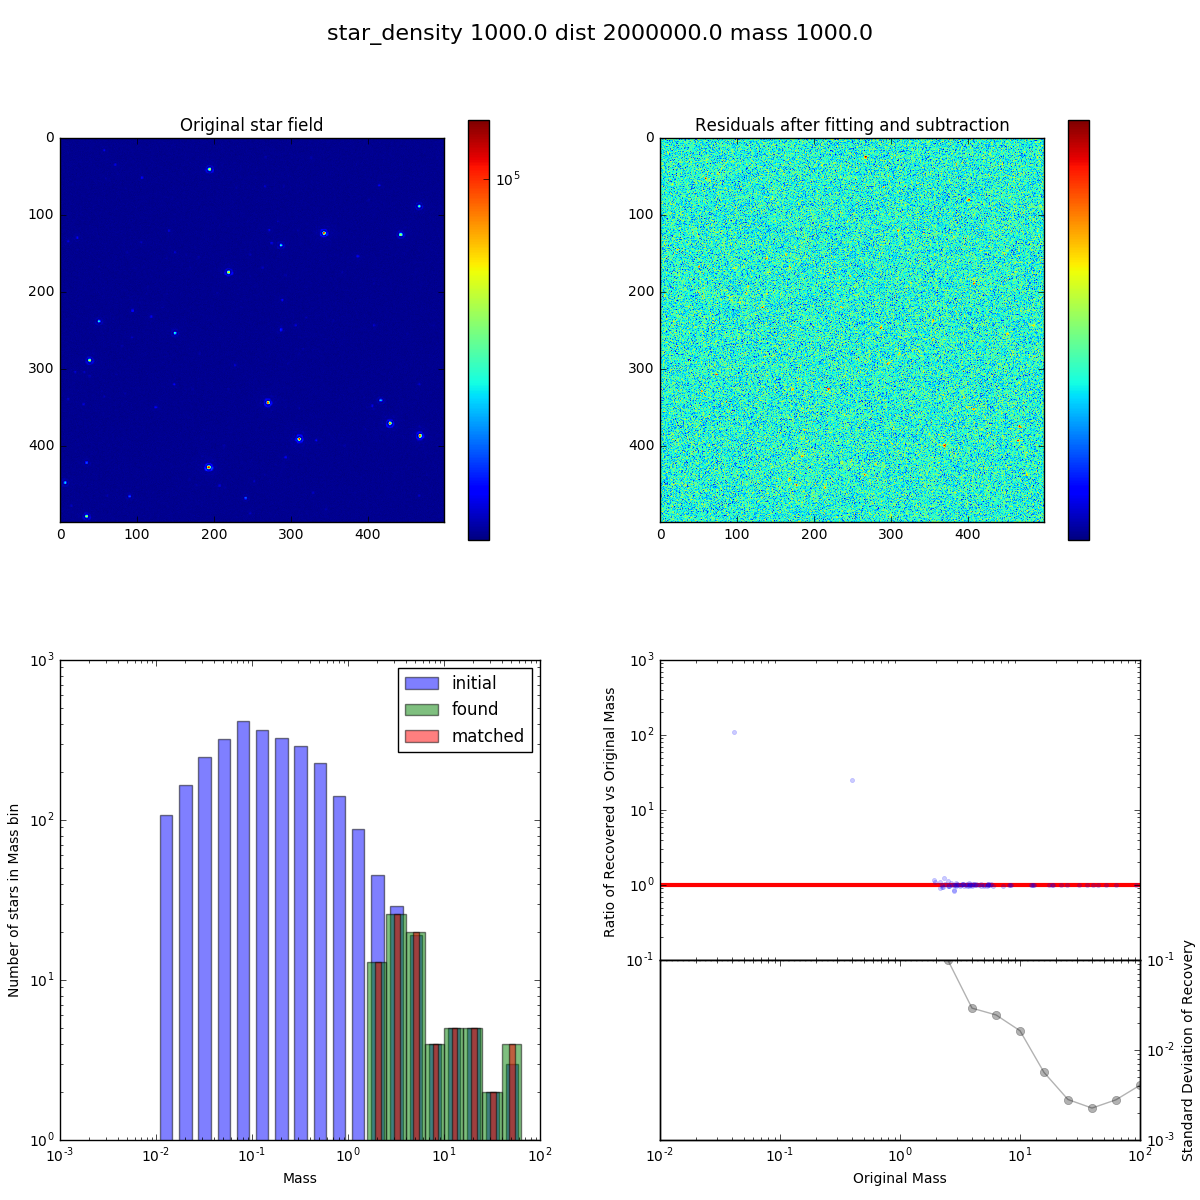 star_density 1000.0 dist 2000000.0 mass 1000.0
Original star field
Residuals after fitting and subtraction
0
100
200
300
400
0 100 200 300 400
10^5
0
100
200
300
400
0 100 200 300 400
10^3
10^2
10^1
10^0
Number of stars in Mass bin
initial
found
matched
10^-3 10^-2 10^-1 10^0 10^1 10^2
Mass
10^3
10^2
10^1
10^0
10^-1
Ratio of Recovered vs Original Mass
10^-1
10^-2
10^-3
Standard Deviation of Recovery
10^-2 10^-1 10^0 10^1 10^2
Original Mass